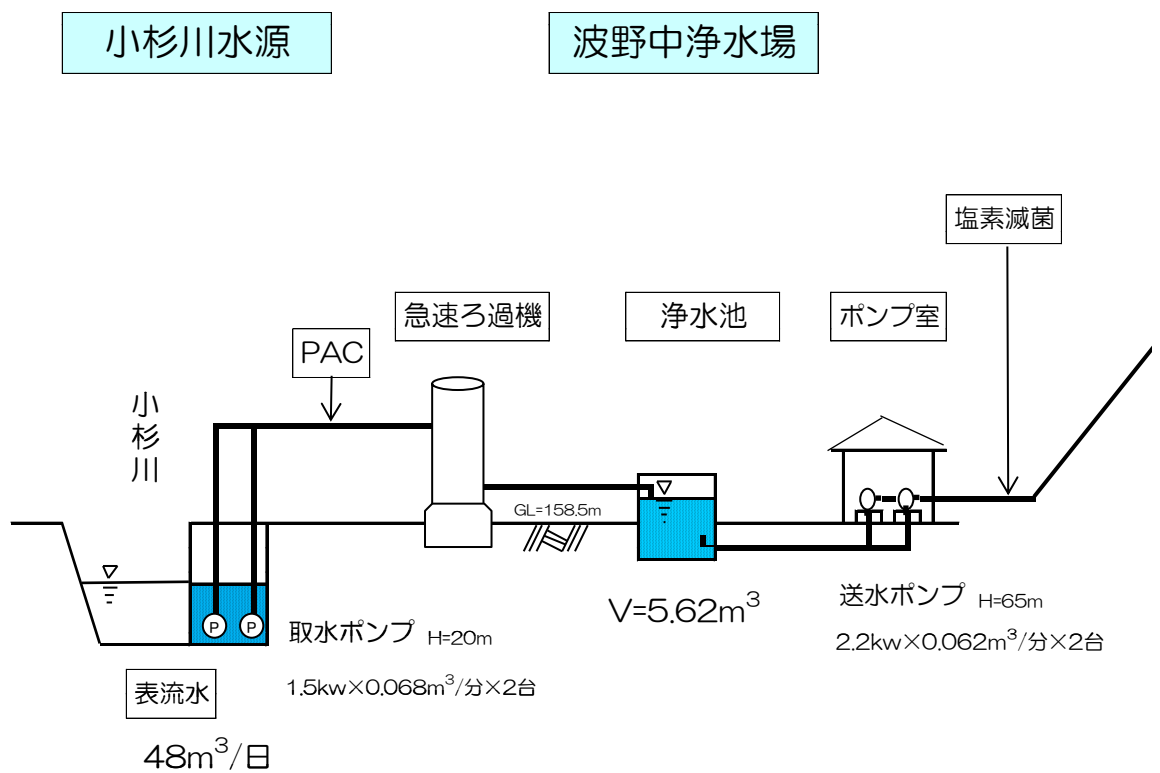 小杉川水源
波野中浄水場
塩素滅菌
急速ろ過機
浄水池
ポンプ室
PAC
小杉川
GL=158.5m
P
P
取水ポンプ H=20m
1.5kw×0.068m³/分×2台
V=5.62m³
送水ポンプ H=65m
2.2kw×0.062m³/分×2台
表流水
48m³/日